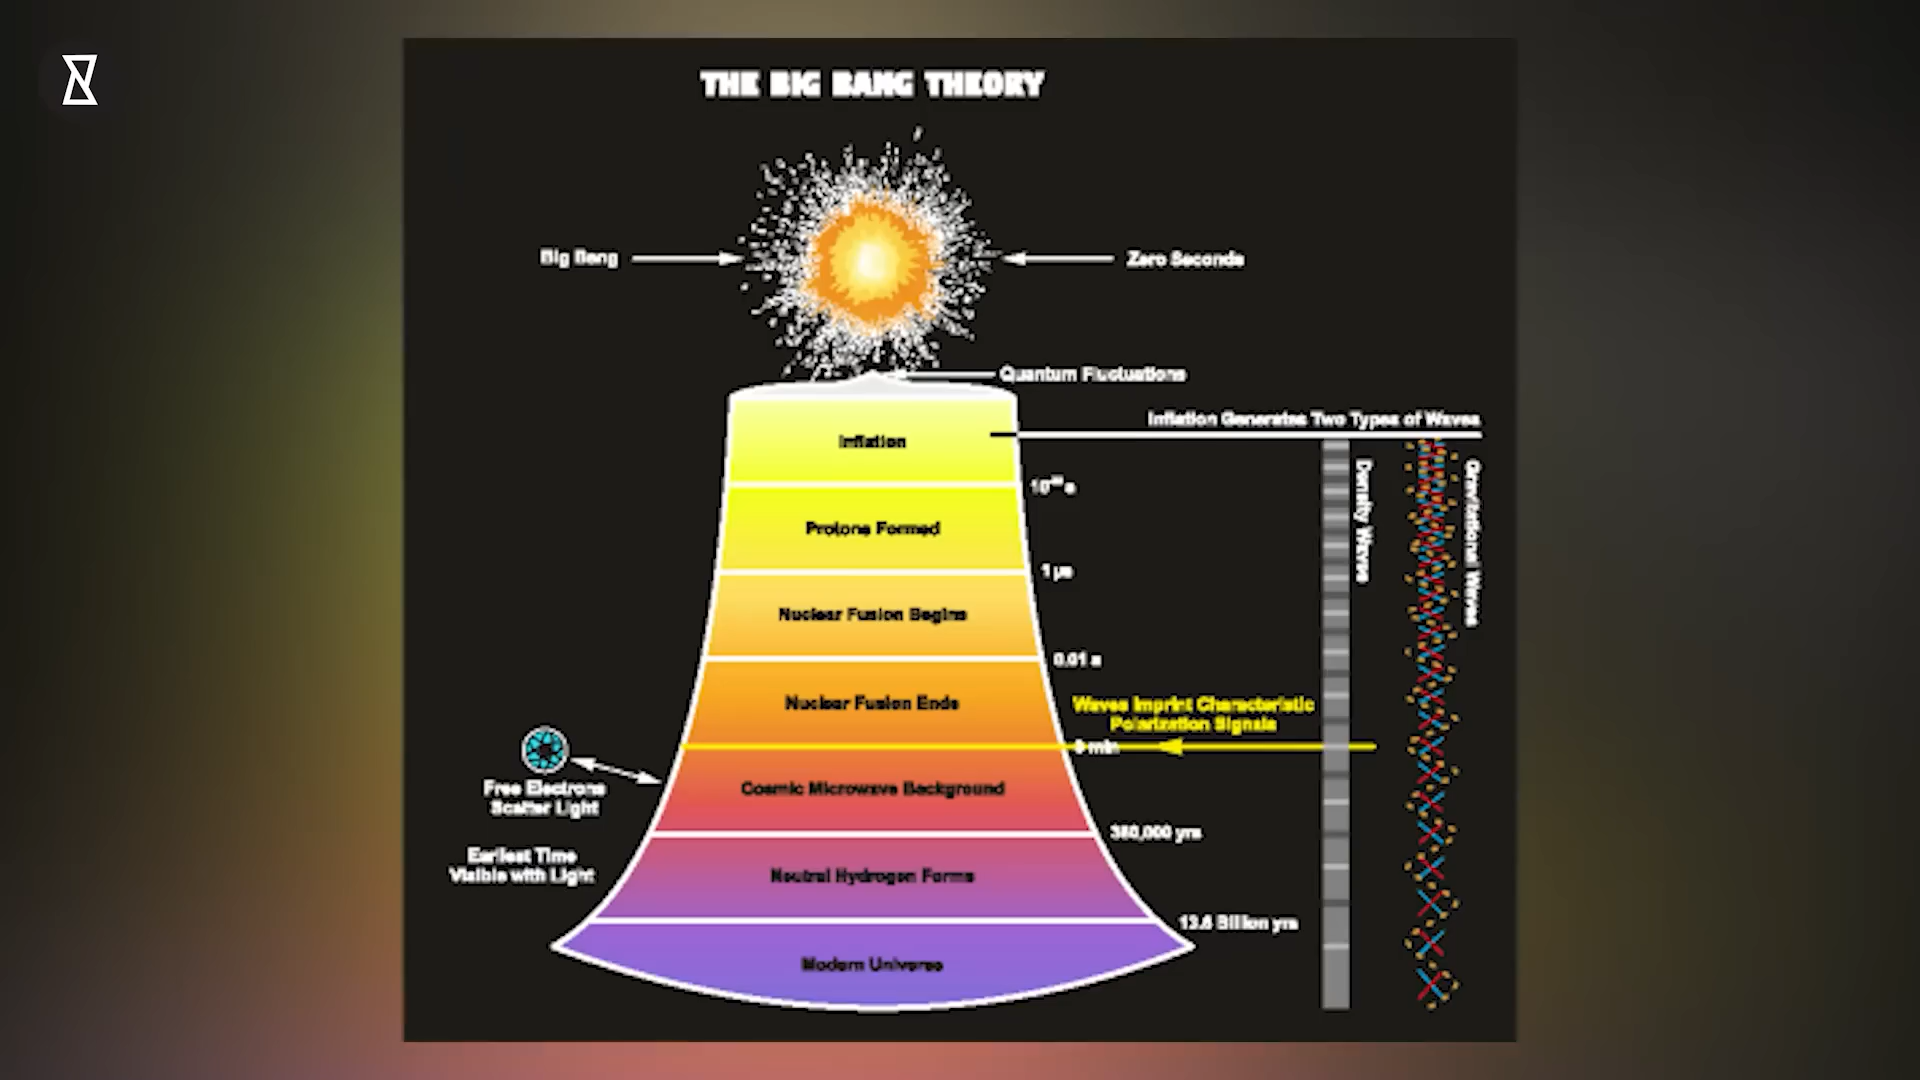 THE BIG BANG THEORY
Big Bang
Zero Seconds
Quantum Fluctuations
Inflation Generates Two Types of Waves
Inflation
Density Waves
Gravitational Waves
Protons Formed
1 µs
Nuclear Fusion Begins
0.01 s
Nuclear Fusion Ends
Waves Imprint Characteristic
Polarization Signals
min
Free Electrons
Scatter Light
Cosmic Microwave Background
380,000 yrs
Earliest Time
Visible with Light
Neutral Hydrogen Forms
13.8 Billion yrs
Modern Universe